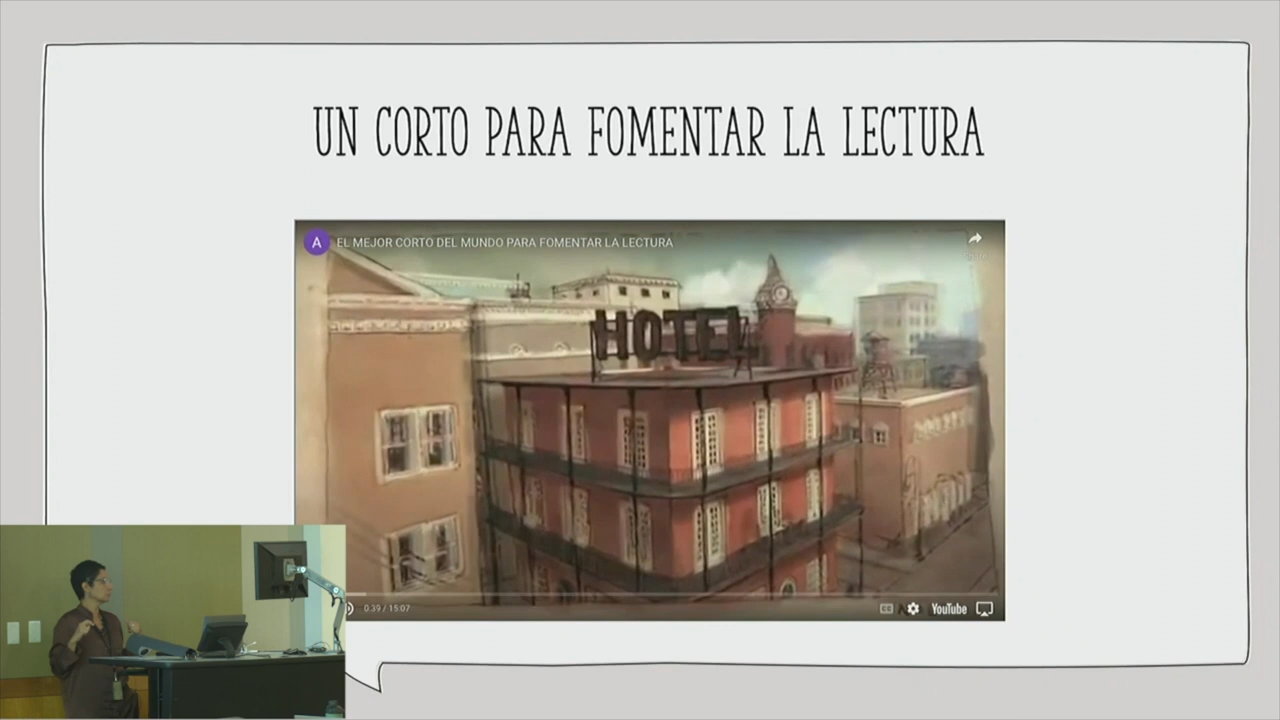 UN CORTO PARA FOMENTAR LA LECTURA
A EL MEJOR CORTO DEL MUNDO PARA FOMENTAR LA LECTURA
HOTEL
0:39 / 15:07
CC YouTube